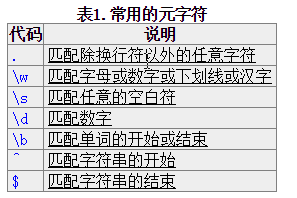 表1.常用的元字符
代码 说明
. 匹配除换行符以外的任意字符
\w 匹配字母或数字或下划线或汉字
\s 匹配任意的空白符
\d 匹配数字
\b 匹配单词的开始或结束
^ 匹配字符串的开始
$ 匹配字符串的结束